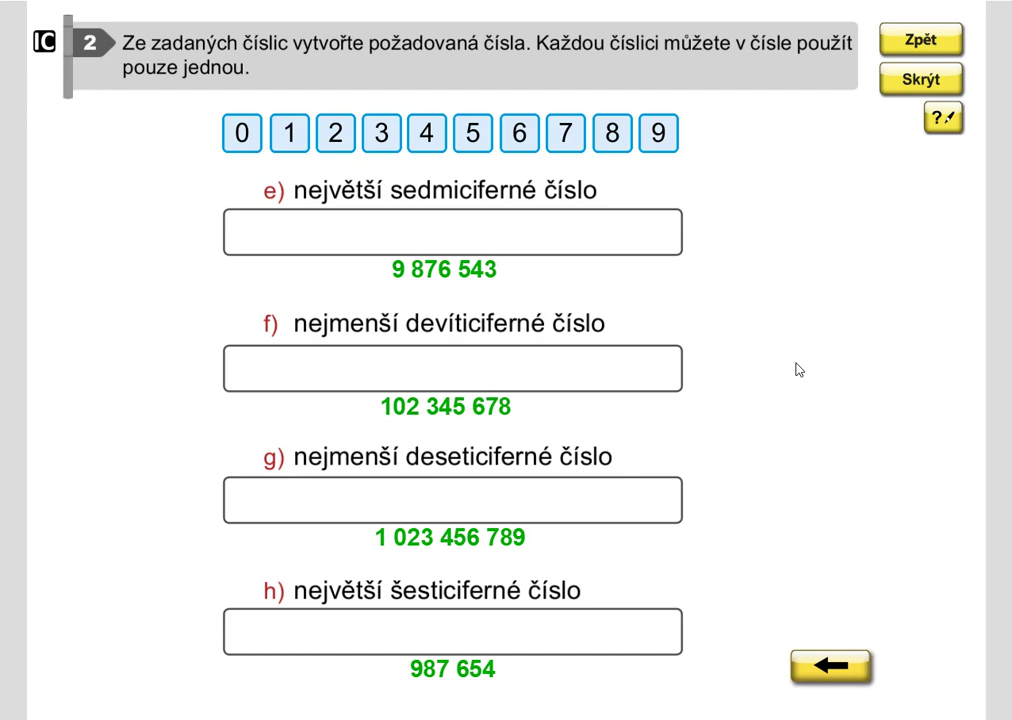 IC 2 Ze zadaných číslic vytvořte požadovaná čísla. Každou číslici můžete v čísle použít
pouze jednou.
Zpět
Skrýt
?
0 1 2 3 4 5 6 7 8 9
e) největší sedmiciferné číslo
9 876 543
f) nejmenší devíticiferné číslo
102 345 678
g) nejmenší deseticiferné číslo
1 023 456 789
h) největší šesticiferné číslo
987 654